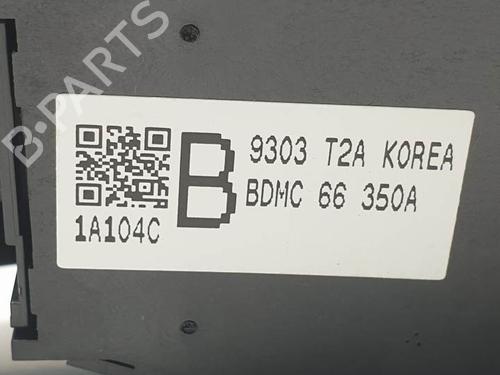 B-PARTS
B
9303 T2A KOREA
BDMC 66 350A
1A104C